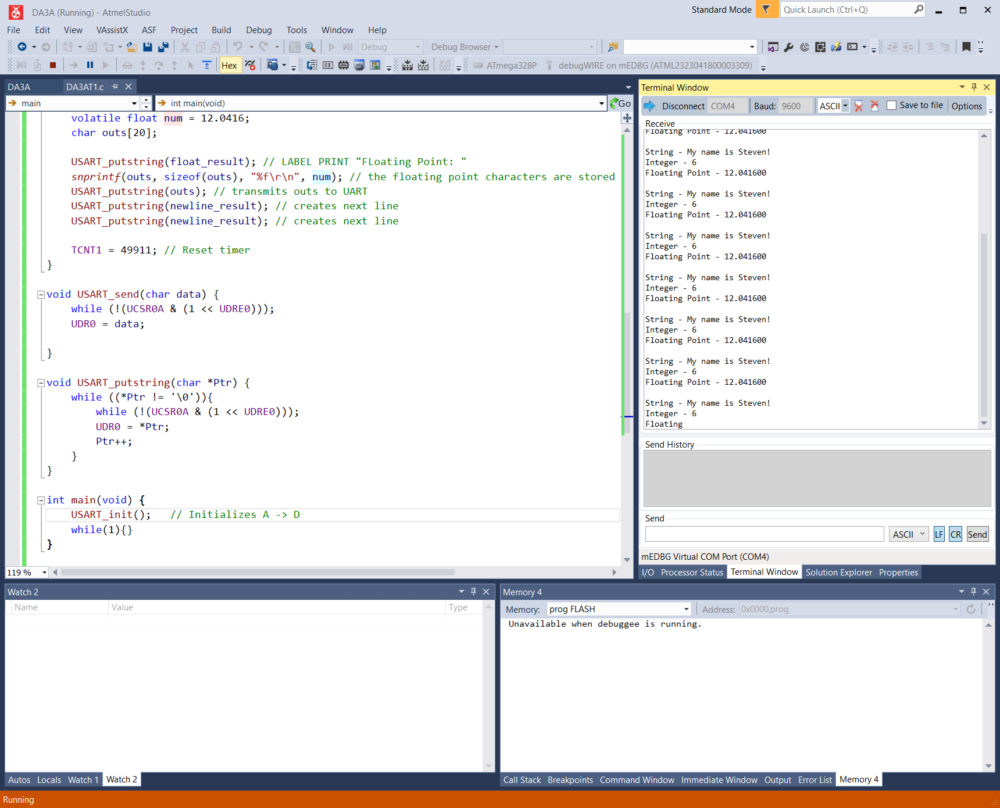 DA3A (Running) - AtmelStudio
Standard Mode
Quick Launch (Ctrl+Q)
File Edit View VAssistX ASF Project Build Debug Tools Window Help
Debug
Debug Browser
Hex
ATmega328P
debugWIRE on mEDBG (ATML2323041800003309)
DA3A DA3AT1.c
main
int main(void)
Go
volatile float num = 12.0416;
char outs[20];
USART_putstring(float_result); // LABEL PRINT "FLoating Point: "
snprintf(outs, sizeof(outs), "%f\r\n", num); // the floating point characters are stored
USART_putstring(outs); // transmits outs to UART
USART_putstring(newline_result); // creates next line
USART_putstring(newline_result); // creates next line
TCNT1 = 49911; // Reset timer
}
void USART_send(char data) {
while (!(UCSR0A & (1 << UDRE0)));
UDR0 = data;
}
void USART_putstring(char *Ptr) {
while ((*Ptr != '\0')){
while (!(UCSR0A & (1 << UDRE0)));
UDR0 = *Ptr;
Ptr++;
}
}
int main(void) {
USART_init(); // Initializes A -> D
while(1){}
}
119 %
Terminal Window
Disconnect COM4 Baud: 9600 ASCII Save to file Options
Receive
Floating Point - 12.041600
String - My name is Steven!
Integer - 6
Floating Point - 12.041600
String - My name is Steven!
Integer - 6
Floating Point - 12.041600
String - My name is Steven!
Integer - 6
Floating Point - 12.041600
String - My name is Steven!
Integer - 6
Floating Point - 12.041600
String - My name is Steven!
Integer - 6
Floating Point - 12.041600
String - My name is Steven!
Integer - 6
Floating Point - 12.041600
String - My name is Steven!
Integer - 6
Floating
Send History
Send
ASCII LF CR Send
mEDBG Virtual COM Port (COM4)
I/O Processor Status Terminal Window Solution Explorer Properties
Watch 2
Name Value Type
Autos Locals Watch 1 Watch 2
Memory 4
Memory: prog FLASH Address: 0x0000,prog
Unavailable when debuggee is running.
Call Stack Breakpoints Command Window Immediate Window Output Error List Memory 4
Running